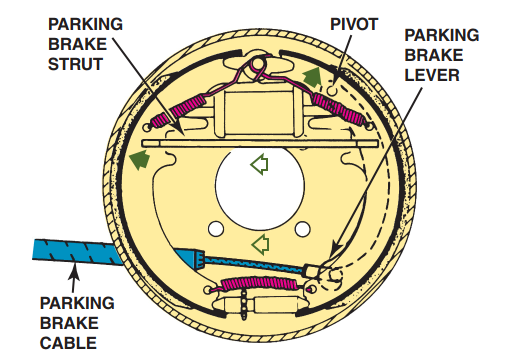 PARKING
BRAKE
STRUT
PIVOT
PARKING
BRAKE
LEVER
PARKING
BRAKE
CABLE